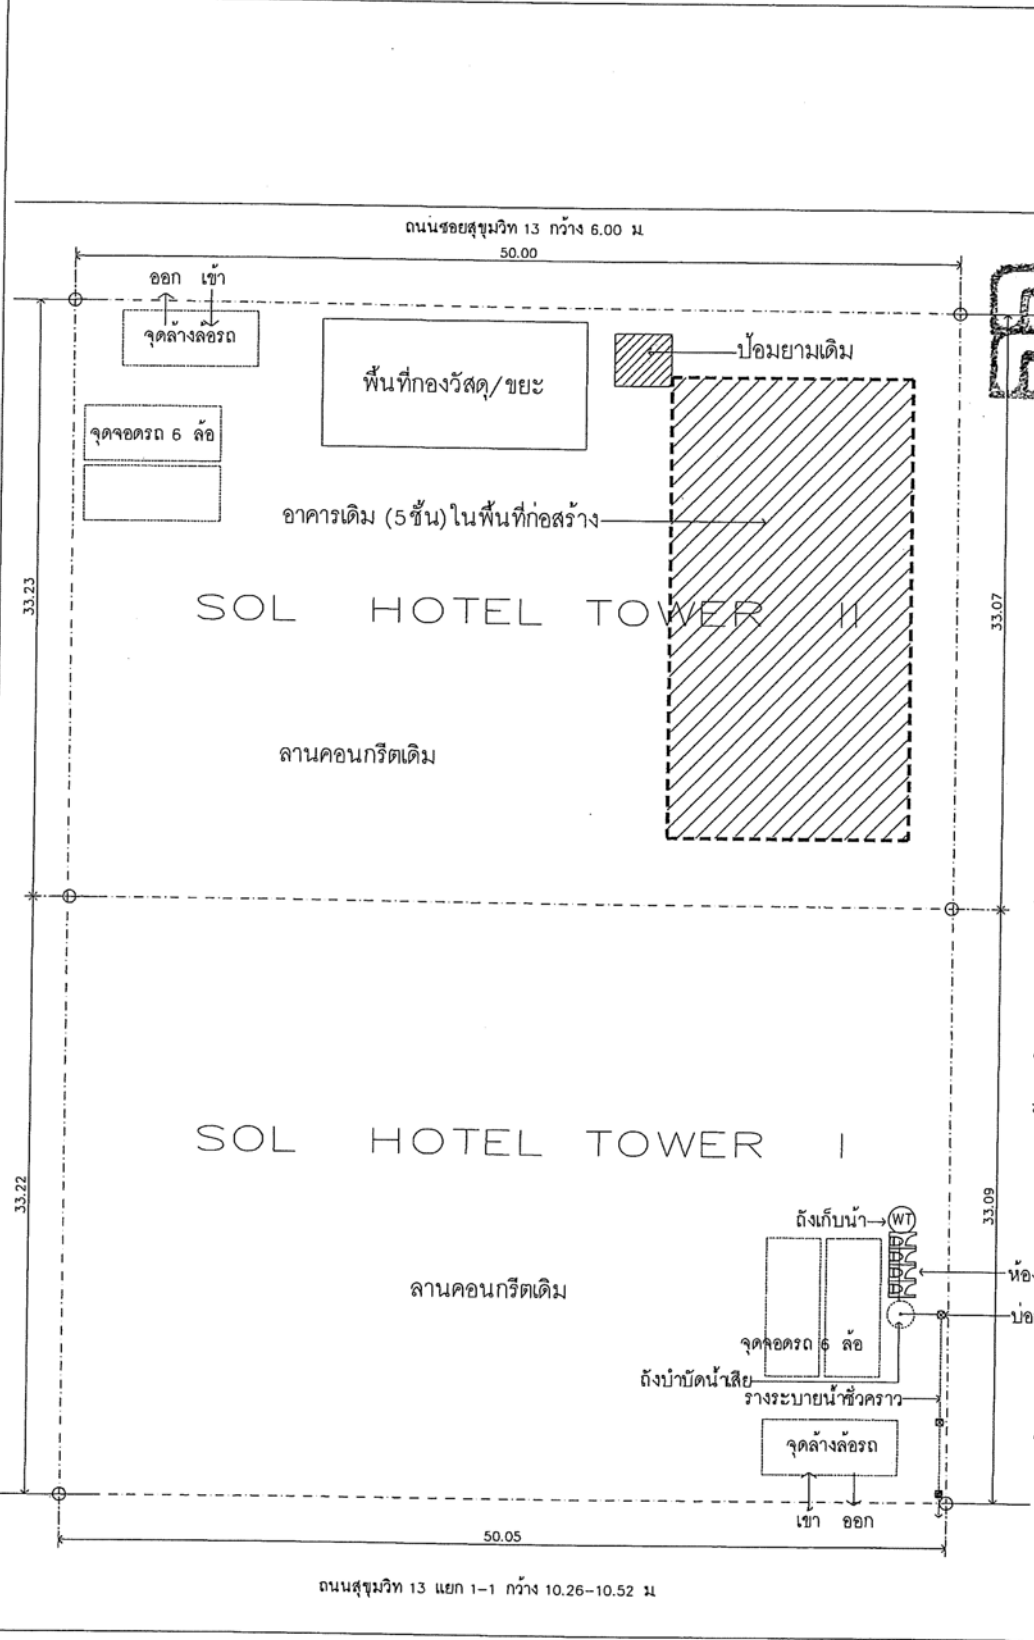 ถนนซอยสุขุมวิท 13 กว้าง 6.00 ม.
50.00
ออก เข้า
จุดล้างล้อรถ
พื้นที่กองวัสดุ/ขยะ
ป้อมยามเดิม
จุดจอดรถ 6 ล้อ
อาคารเดิม (5ชั้น) ในพื้นที่ก่อสร้าง
33.23
SOL HOTEL TOWER II
33.07
ลานคอนกรีตเดิม
SOL HOTEL TOWER I
33.22
33.09
ถังเก็บน้ำ
WT
ห้อง
ลานคอนกรีตเดิม
บ่อ
จุดจอดรถ 6 ล้อ
ถังบำบัดน้ำเสีย
รางระบายน้ำชั่วคราว
จุดล้างล้อรถ
เข้า ออก
50.05
ถนนสุขุมวิท 13 แยก 1-1 กว้าง 10.26-10.52 ม.